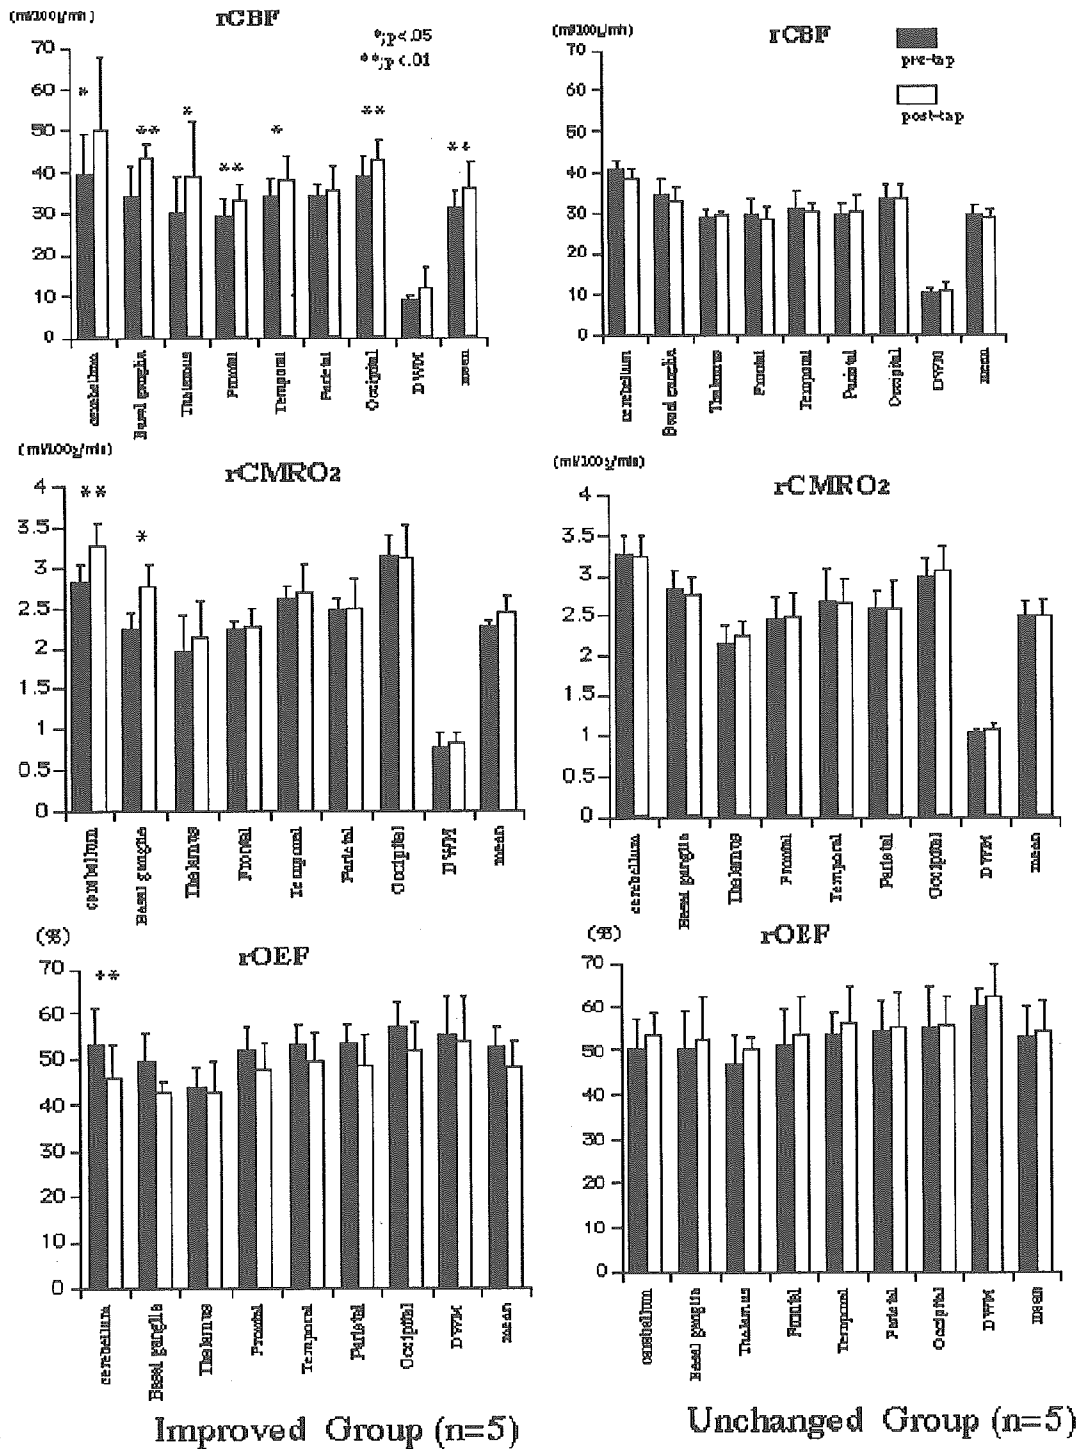 rCBF
*;p<.05
**;p<.01
70
60
50
40
30
20
10
0
*
**
*
**
*
**
**
cerebellum
Basal ganglia
Thalamus
Frontal
Temporal
Parietal
Occipital
DWM
mean
rCBF
pre-tap
post-tap
70
60
50
40
30
20
10
0
cerebellum
Basal ganglia
Thalamus
Frontal
Temporal
Parietal
Occipital
DWM
mean
(ml/100g/min)
rCMRO2
4
3.5
3
2.5
2
1.5
1
0.5
0
**
*
cerebellum
Basal ganglia
Thalamus
Frontal
Temporal
Parietal
Occipital
DWM
mean
(ml/100g/min)
rCMRO2
4
3.5
3
2.5
2
1.5
1
0.5
0
cerebellum
Basal ganglia
Thalamus
Frontal
Temporal
Parietal
Occipital
DWM
mean
(%)
rOEF
70
60
50
40
30
20
10
0
**
cerebellum
Basal ganglia
Thalamus
Frontal
Temporal
Parietal
Occipital
DWM
mean
(%)
rOEF
70
60
50
40
30
20
10
0
cerebellum
Basal ganglia
Thalamus
Frontal
Temporal
Parietal
Occipital
DWM
mean
Improved Group (n=5)
Unchanged Group (n=5)